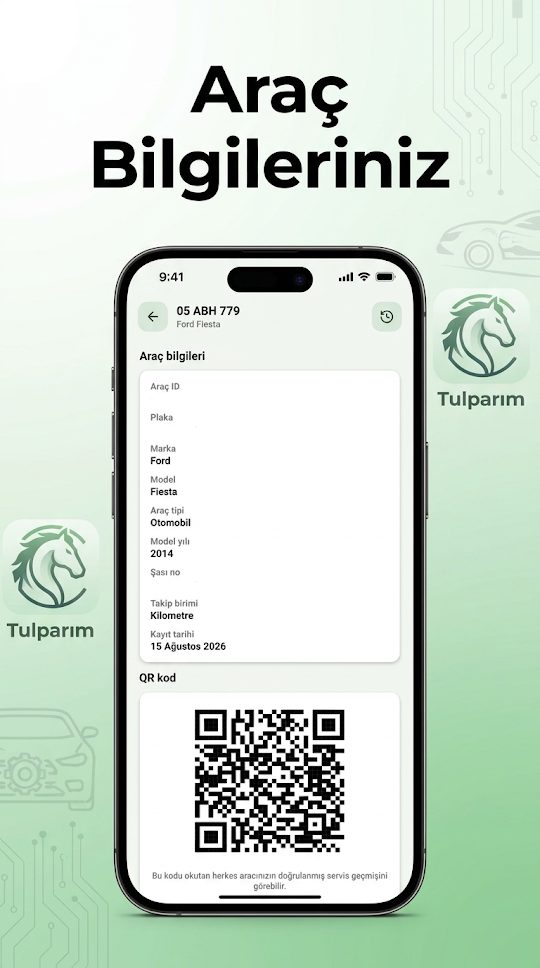 Araç
Bilgileriniz
9:41
05 ABH 779
Ford Fiesta
Tulparım
Araç bilgileri
Araç ID
Plaka
Marka
Ford
Model
Fiesta
Araç tipi
Otomobil
Model yılı
2014
Şası no
Takip birimi
Kilometre
Kayıt tarihi
15 Ağustos 2026
Tulparım
QR kod
Bu kodu okutan herkes aracınızın doğrulanmış servis geçmişini
görebilir.